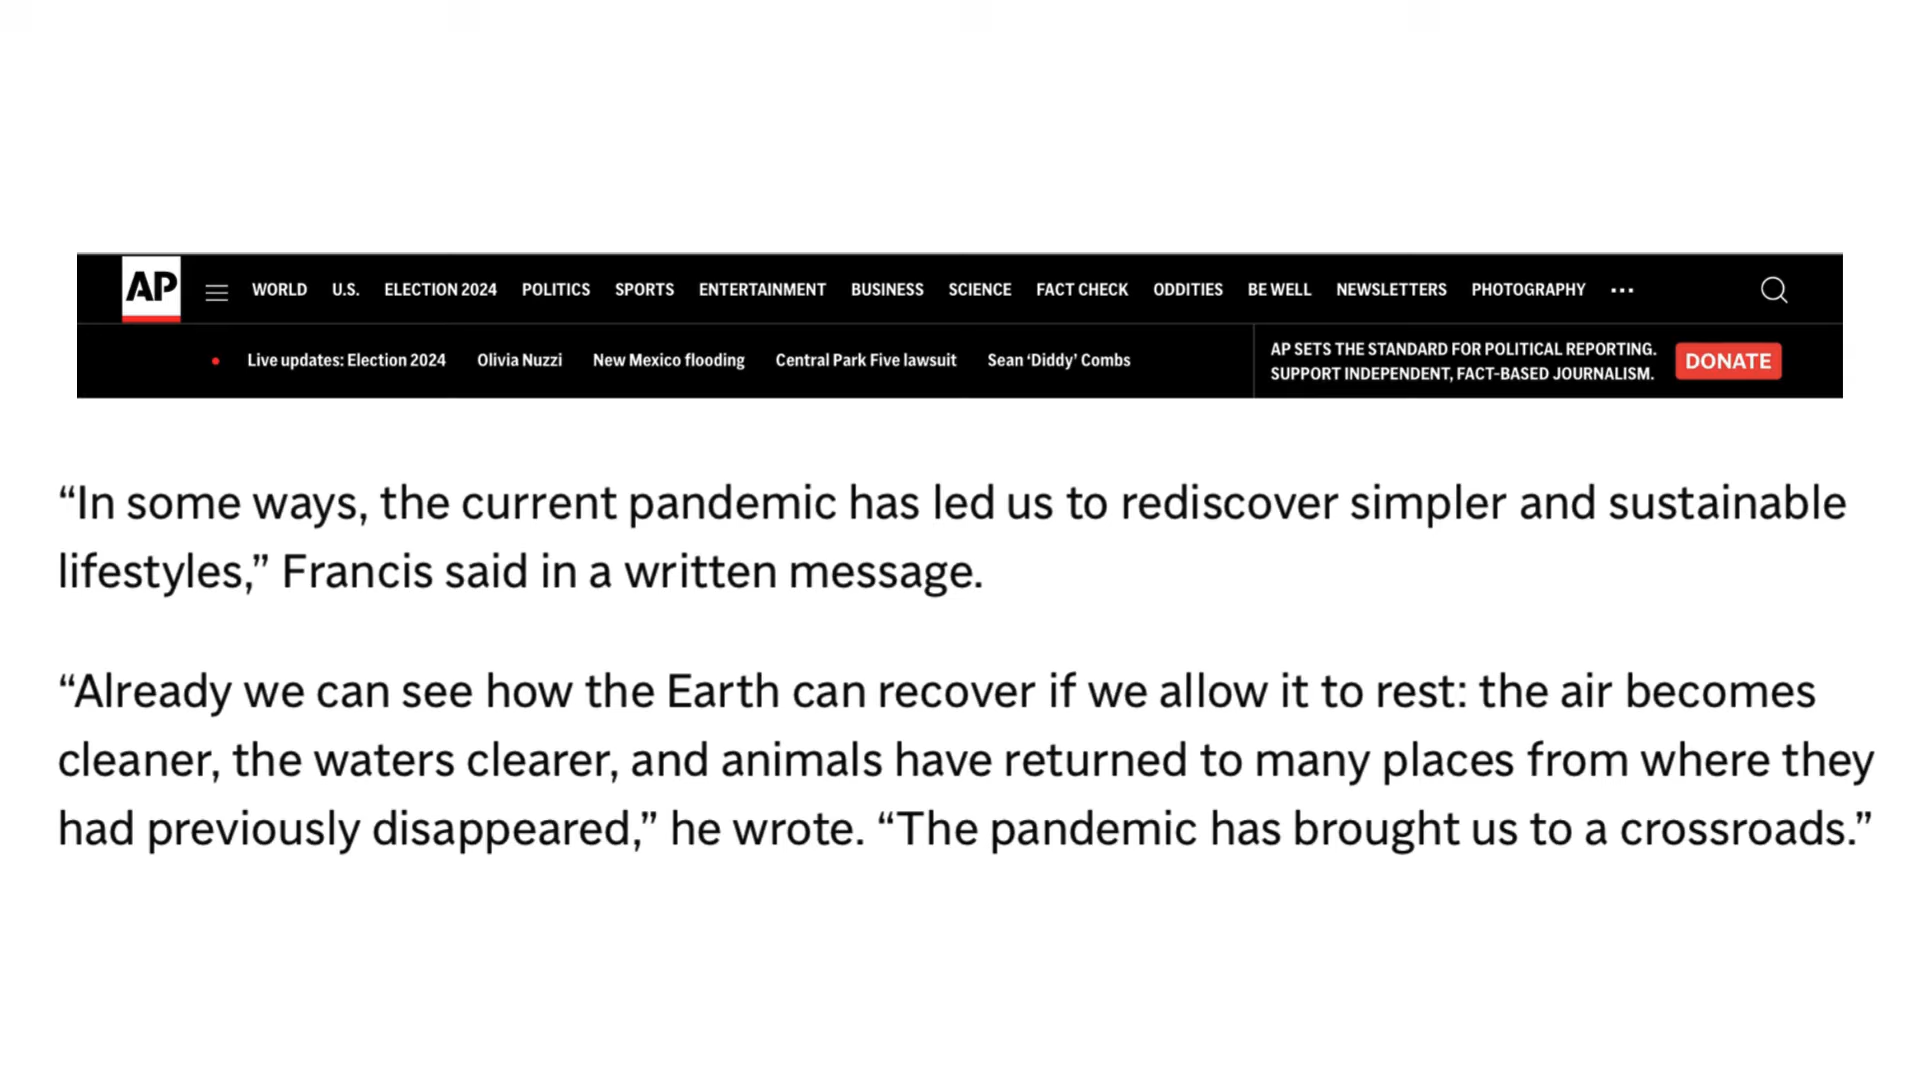 AP WORLD U.S. ELECTION 2024 POLITICS SPORTS ENTERTAINMENT BUSINESS SCIENCE FACT CHECK ODDITIES BE WELL NEWSLETTERS PHOTOGRAPHY ...
Live updates: Election 2024 Olivia Nuzzi New Mexico flooding Central Park Five lawsuit Sean ‘Diddy’ Combs
AP SETS THE STANDARD FOR POLITICAL REPORTING.
SUPPORT INDEPENDENT, FACT-BASED JOURNALISM.
DONATE
“In some ways, the current pandemic has led us to rediscover simpler and sustainable
lifestyles,” Francis said in a written message.
“Already we can see how the Earth can recover if we allow it to rest: the air becomes
cleaner, the waters clearer, and animals have returned to many places from where they
had previously disappeared,” he wrote. “The pandemic has brought us to a crossroads.”